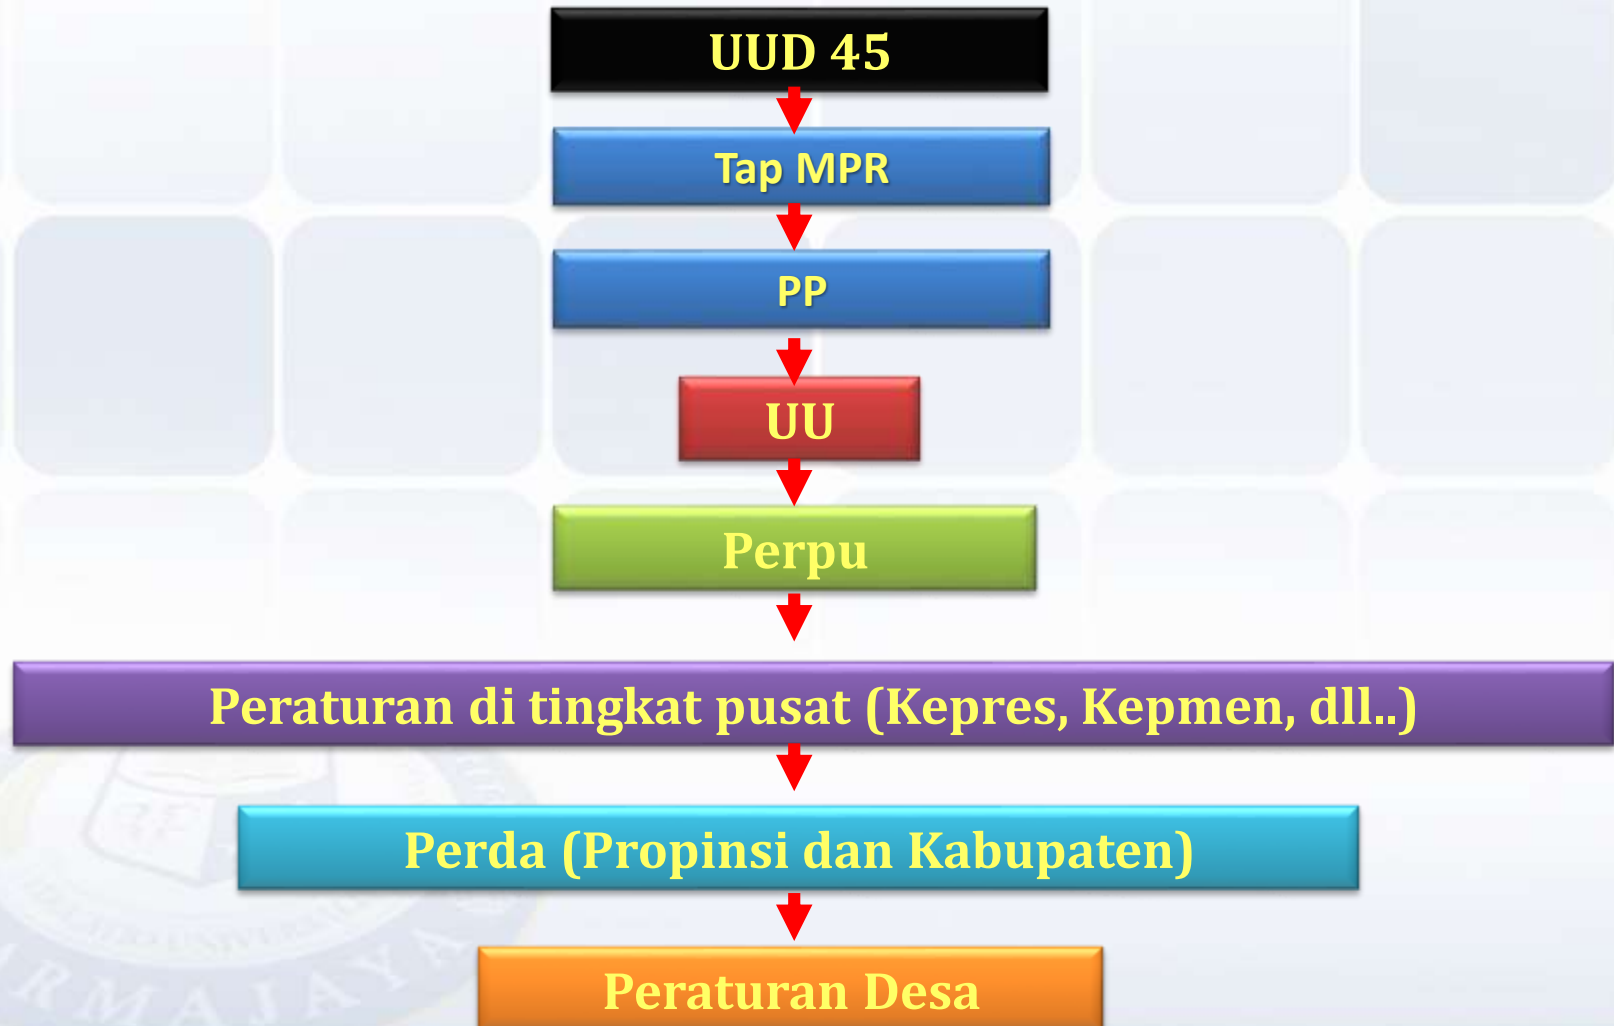 UUD 45
Tap MPR
PP
UU
Perpu
Peraturan di tingkat pusat (Kepres, Kepmen, dll..)
Perda (Propinsi dan Kabupaten)
Peraturan Desa
RMAJAYA